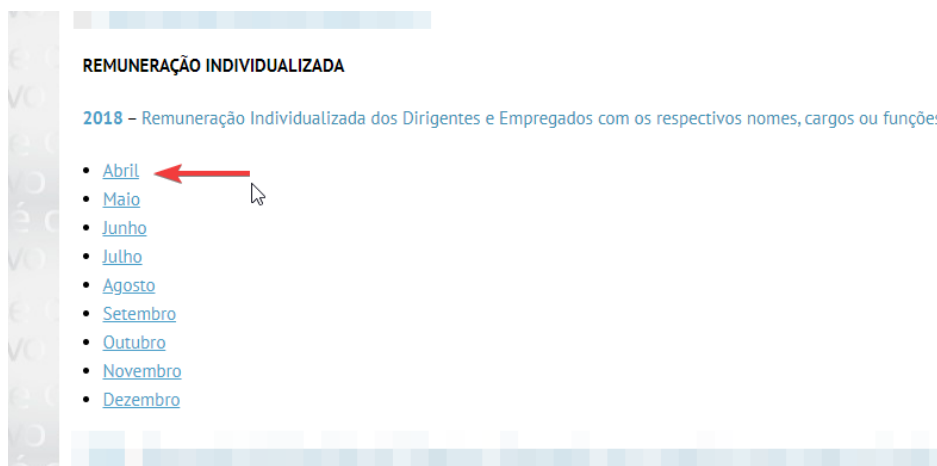 REMUNERAÇÃO INDIVIDUALIZADA
2018 – Remuneração Individualizada dos Dirigentes e Empregados com os respectivos nomes, cargos ou funções
Abril
Maio
Junho
Julho
Agosto
Setembro
Outubro
Novembro
Dezembro